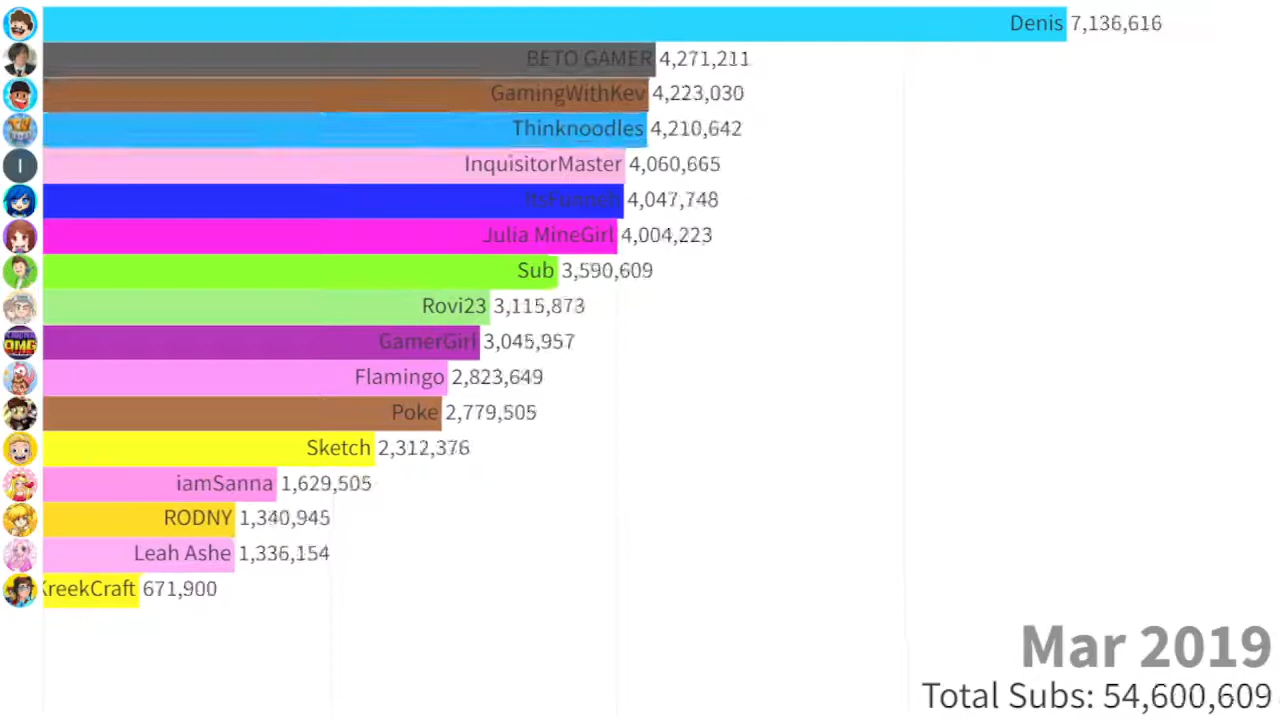 Denis 7,136,616
BETO GAMER 4,271,211
GamingWithKev 4,223,030
Thinknoodles 4,210,642
I InquisitorMaster 4,060,665
ItsFunneh 4,047,748
Julia MineGirl 4,004,223
Sub 3,590,609
Rovi23 3,115,873
OMG GamerGirl 3,045,957
Flamingo 2,823,649
Poke 2,779,505
Sketch 2,312,376
iamSanna 1,629,505
RODNY 1,340,945
Leah Ashe 1,336,154
KreekCraft 671,900
Mar 2019
Total Subs: 54,600,609